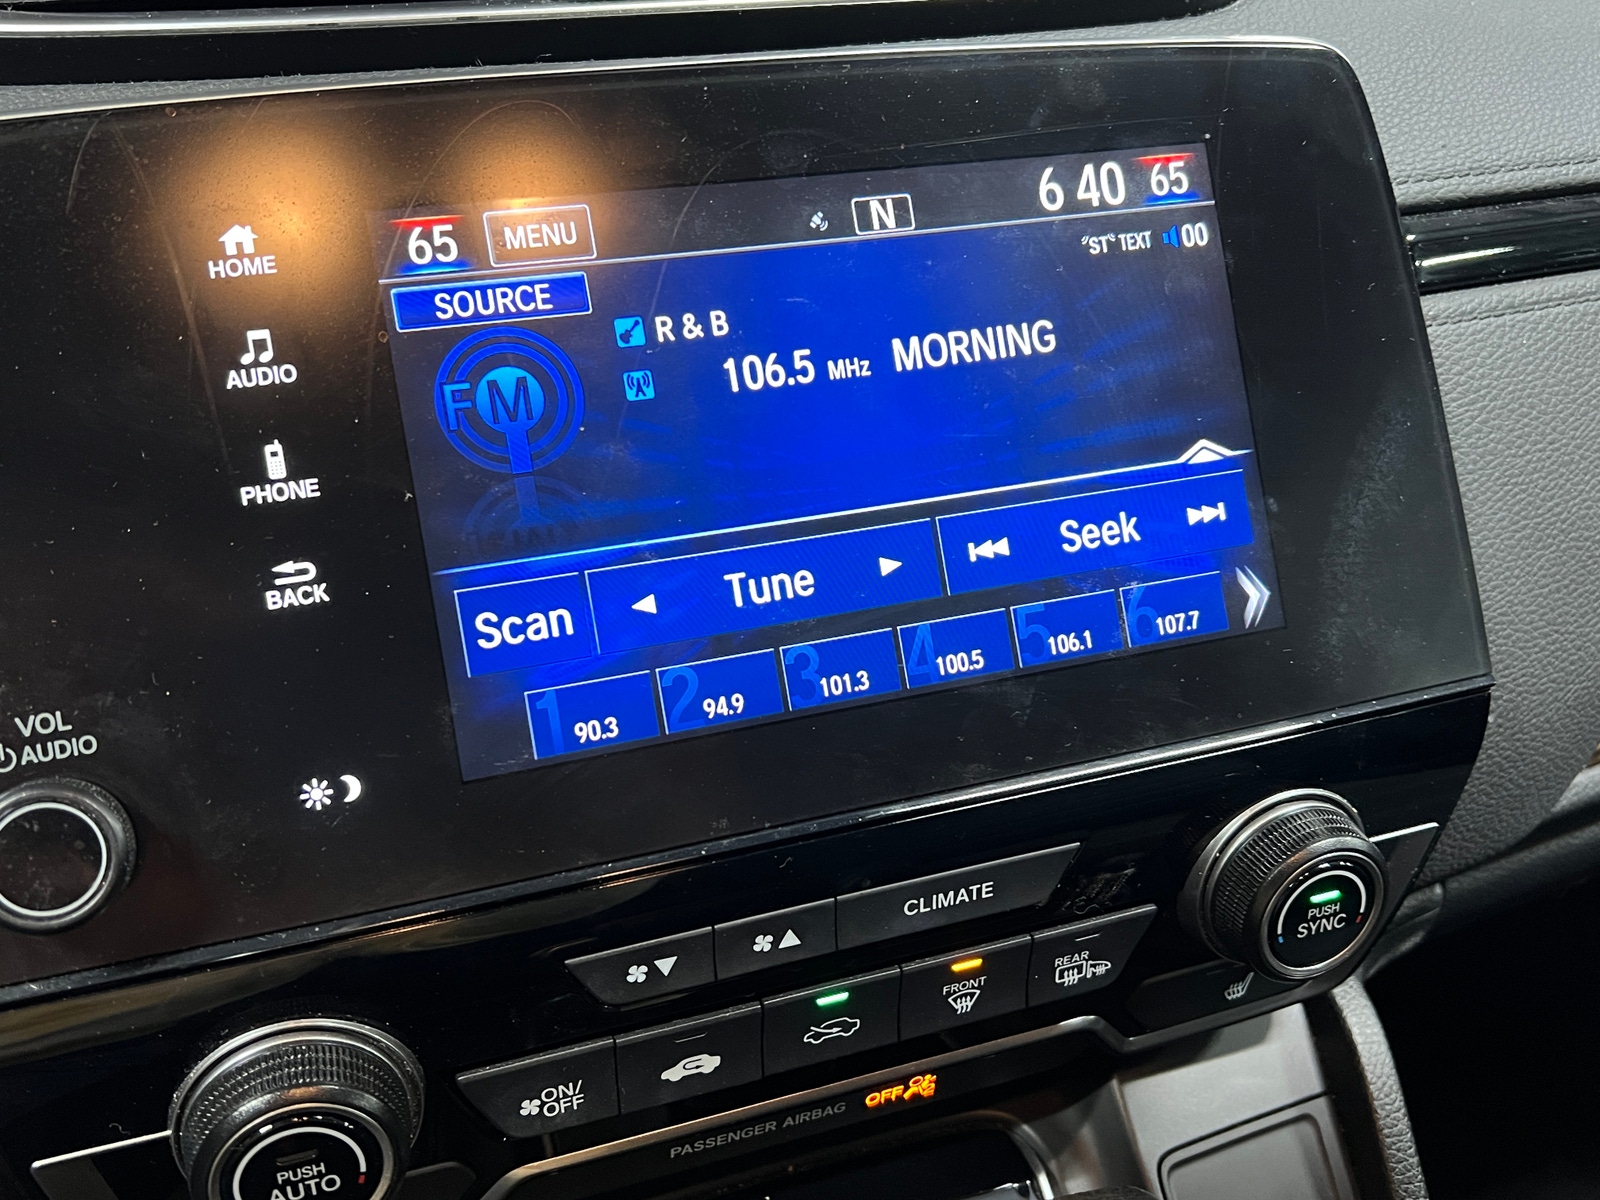 HOME
AUDIO
PHONE
BACK
VOL
AUDIO
65 MENU N 6 40 65
SOURCE
ST TEXT 00
FM
R & B
106.5 MHz MORNING
Scan Tune Seek
1 90.3 2 94.9 3 101.3 4 100.5 5 106.1 6 107.7
CLIMATE
FRONT
REAR
PUSH
SYNC
ON/
OFF
PASSENGER AIRBAG OFF
PUSH
AUTO